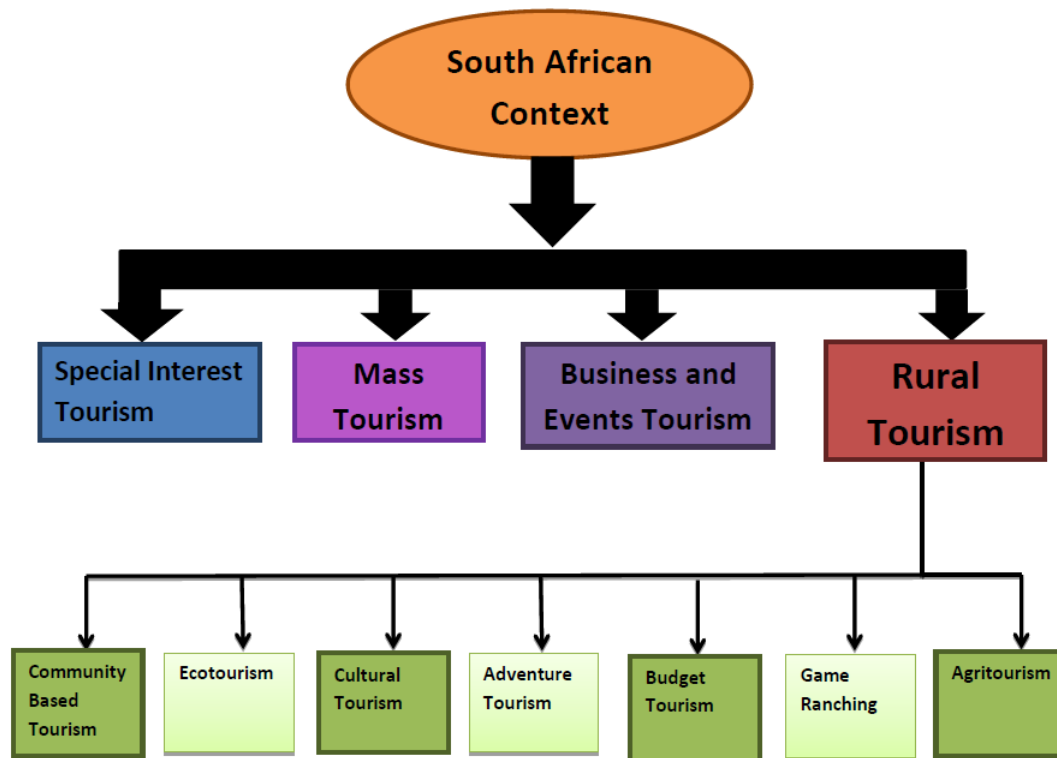 South African
Context
Special Interest
Tourism
Mass
Tourism
Business and
Events Tourism
Rural
Tourism
Community
Based
Tourism
Ecotourism
Cultural
Tourism
Adventure
Tourism
Budget
Tourism
Game
Ranching
Agritourism